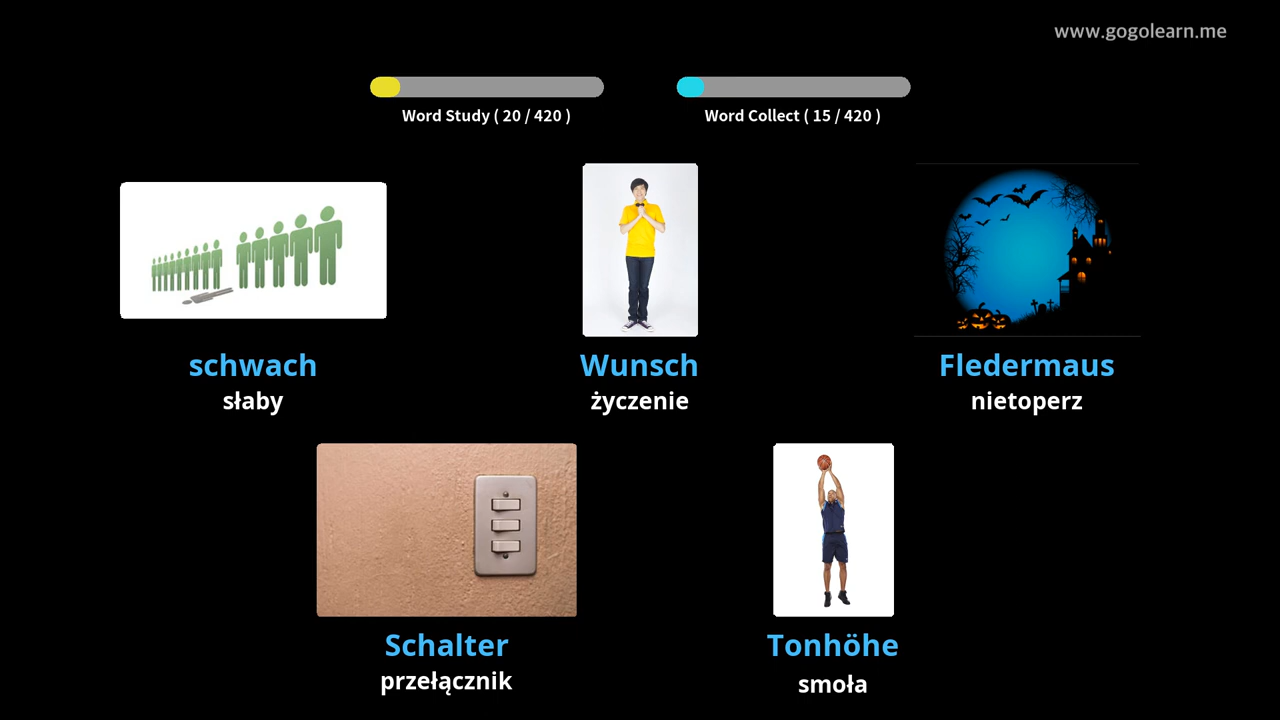 www.gogolearn.me
Word Study ( 20 / 420 )
Word Collect ( 15 / 420 )
schwach
słaby
Wunsch
życzenie
Fledermaus
nietoperz
Schalter
przełącznik
Tonhöhe
smoła